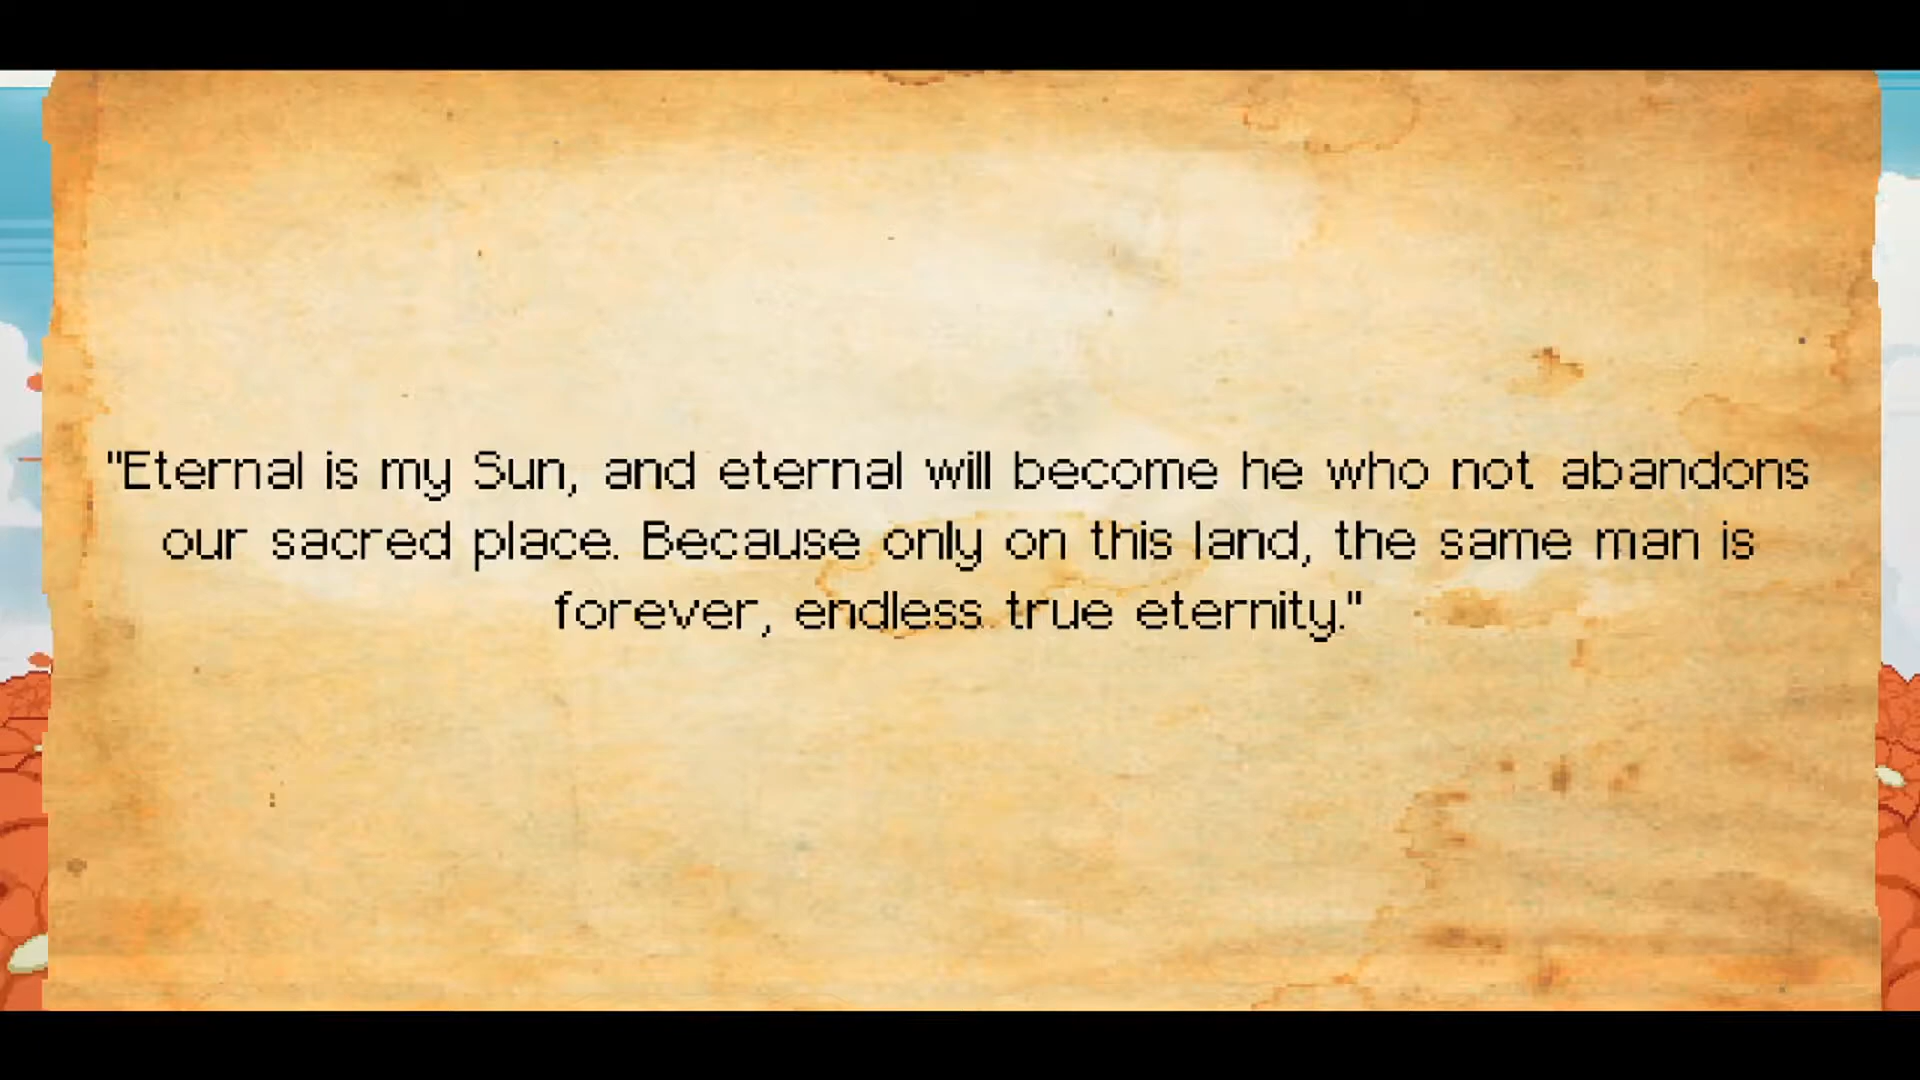 "Eternal is my Sun, and eternal will become he who not abandons
our sacred place. Because only on this land, the same man is
forever, endless true eternity."